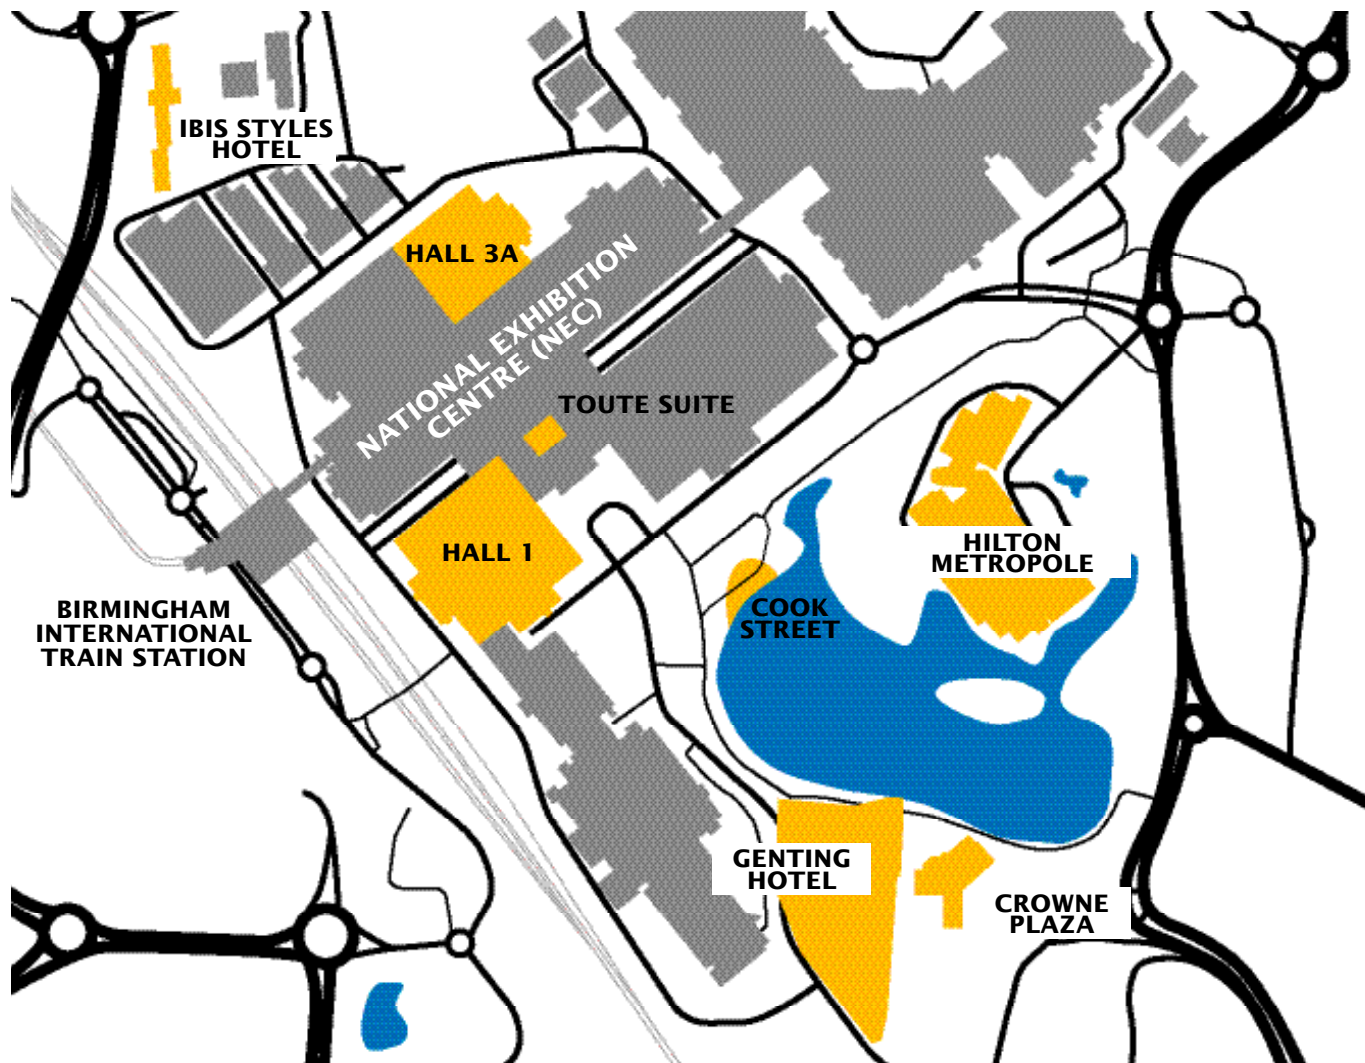 IBIS STYLES
HOTEL
HALL 3A
NATIONAL EXHIBITION
CENTRE (NEC)
TOUTE SUITE
HALL 1
HILTON
METROPOLE
COOK
STREET
BIRMINGHAM
INTERNATIONAL
TRAIN STATION
GENTING
HOTEL
CROWNE
PLAZA